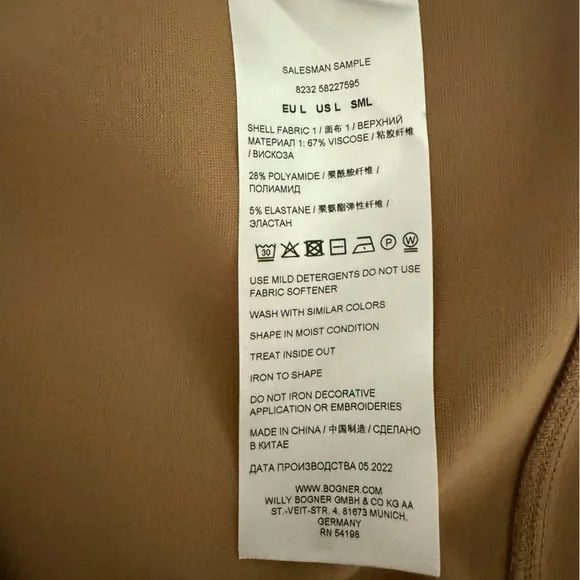 SALESMAN SAMPLE
8232 58227595
EU L US L SML
SHELL FABRIC 1 / 面布 1 / ВЕРХНИЙ
МАТЕРИАЛ 1: 67% VISCOSE / 粘胶纤维
/ ВИСКОЗА
28% POLYAMIDE / 聚酰胺纤维 /
ПОЛИАМИД
5% ELASTANE / 聚氨酯弹性纤维 /
ЭЛАСТАН
30 P W
USE MILD DETERGENTS DO NOT USE
FABRIC SOFTENER
WASH WITH SIMILAR COLORS
SHAPE IN MOIST CONDITION
TREAT INSIDE OUT
IRON TO SHAPE
DO NOT IRON DECORATIVE
APPLICATION OR EMBROIDERIES
MADE IN CHINA / 中国制造 / СДЕЛАНО
В КИТАЕ
ДАТА ПРОИЗВОДСТВА 05.2022
WWW.BOGNER.COM
WILLY BOGNER GMBH & CO KG AA
ST.-VEIT-STR. 4, 81673 MUNICH,
GERMANY
RN 54198